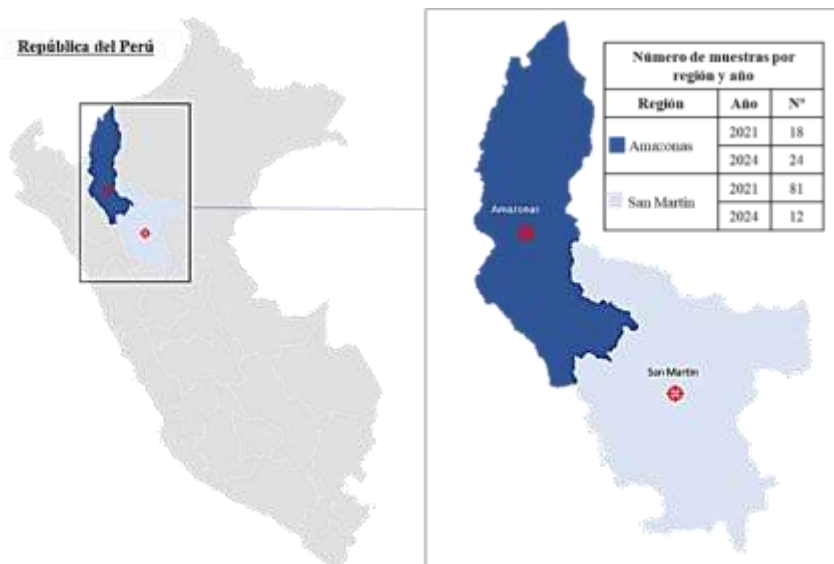 República del Perú
Número de muestras por
región y año
Región Año Nº
Amazonas 2021 18
2024 24
San Martín 2021 81
2024 12
Amazonas
San Martín